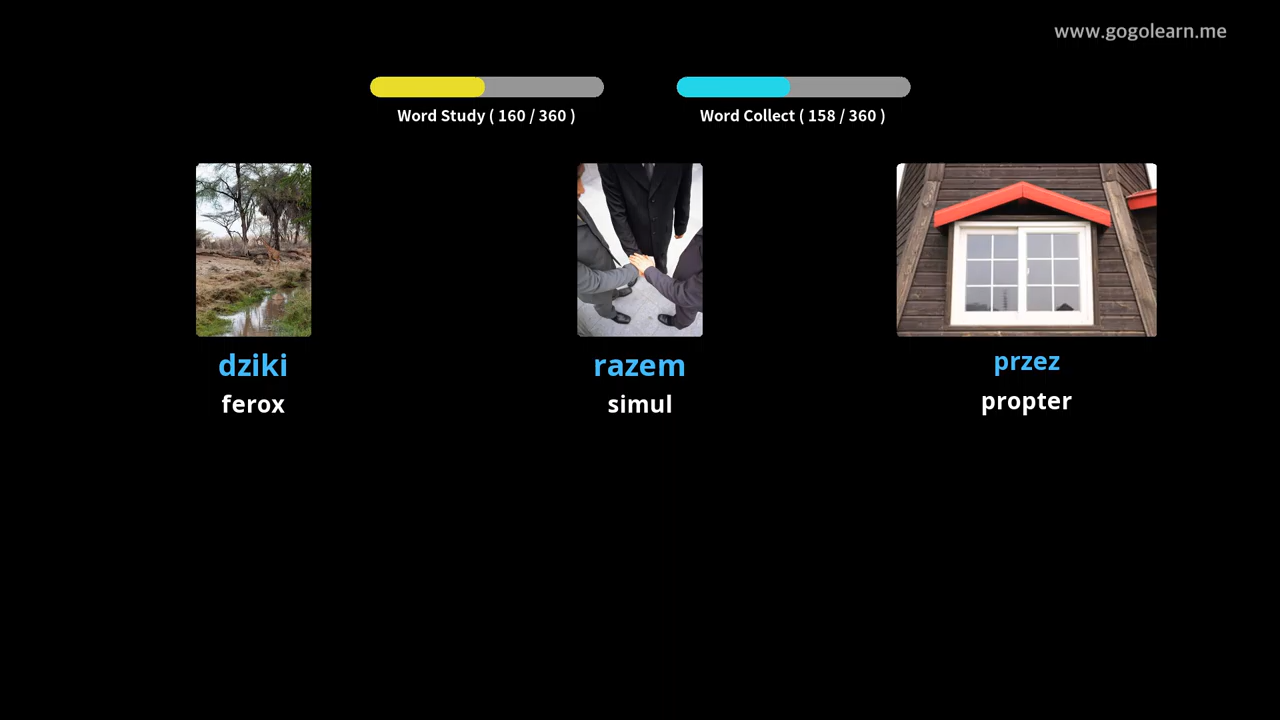 www.gogolearn.me
Word Study ( 160 / 360 )
Word Collect ( 158 / 360 )
dziki
ferox
razem
simul
przez
propter